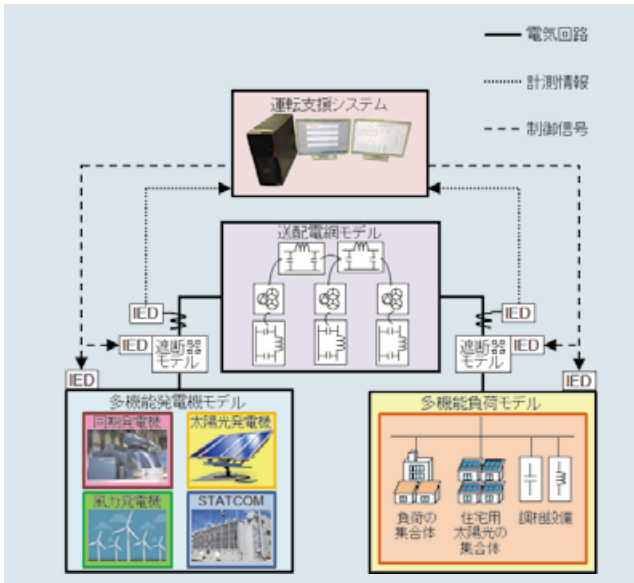 電気回路
計測情報
制御信号
運転支援システム
送配電網モデル
IED
IED
IED
遮断器
モデル
IED
IED
遮断器
モデル
IED
多機能発電機モデル
同期発電機
太陽光発電機
風力発電機
STATCOM
多機能負荷モデル
負荷の
集合体
住宅用
太陽光の
集合体
調相設備